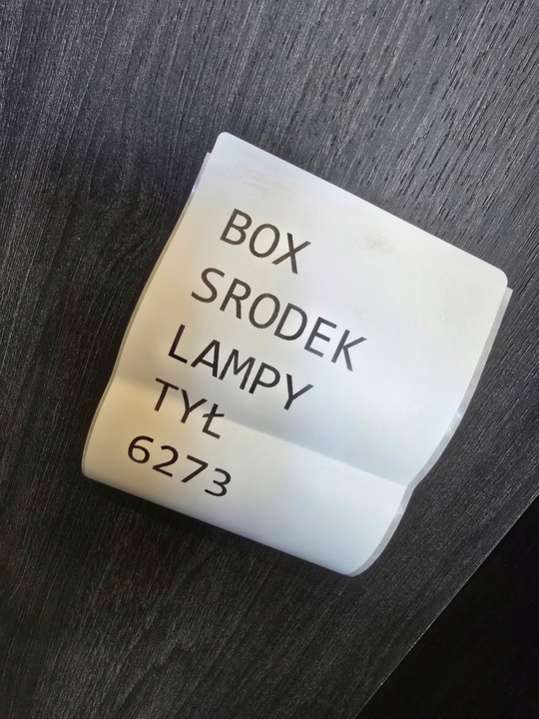 BOX
SRODEK
LAMPY
TYŁ
6273